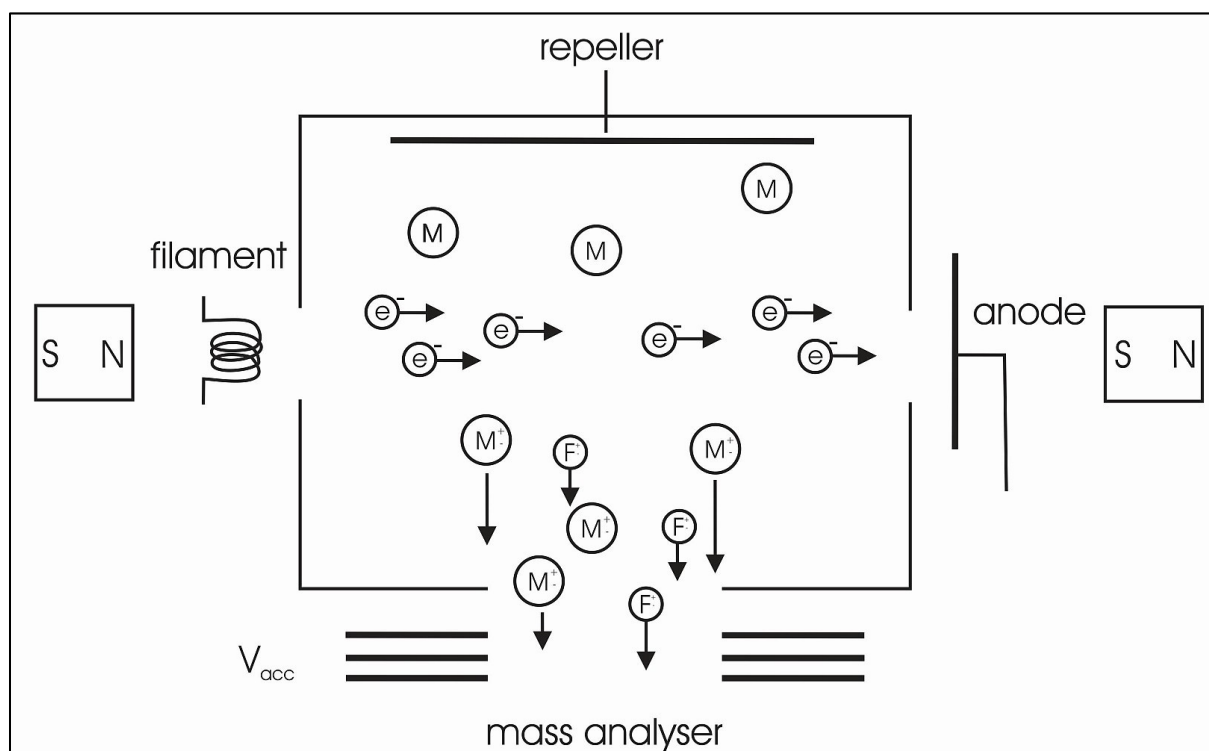 repeller
M
M
M
filament
anode
S N
S N
e-
e-
e-
e-
e-
e-
M+.
F+.
M+.
M+.
F+.
M+.
F+.
Vacc
mass analyser